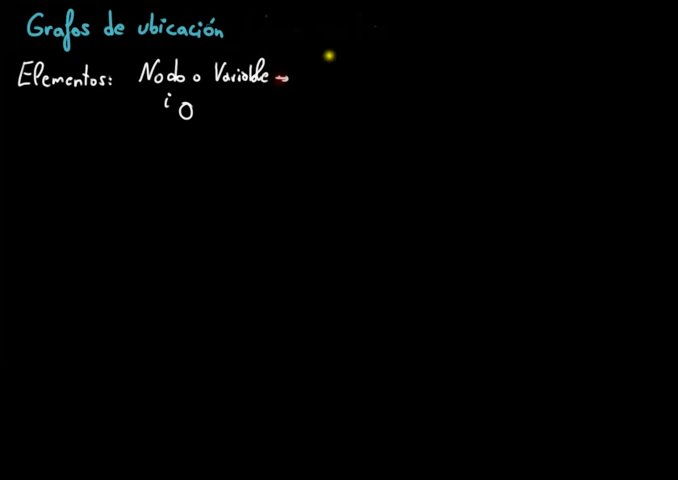 Grafos de ubicación
Elementos: Nodo o Variable →
i O